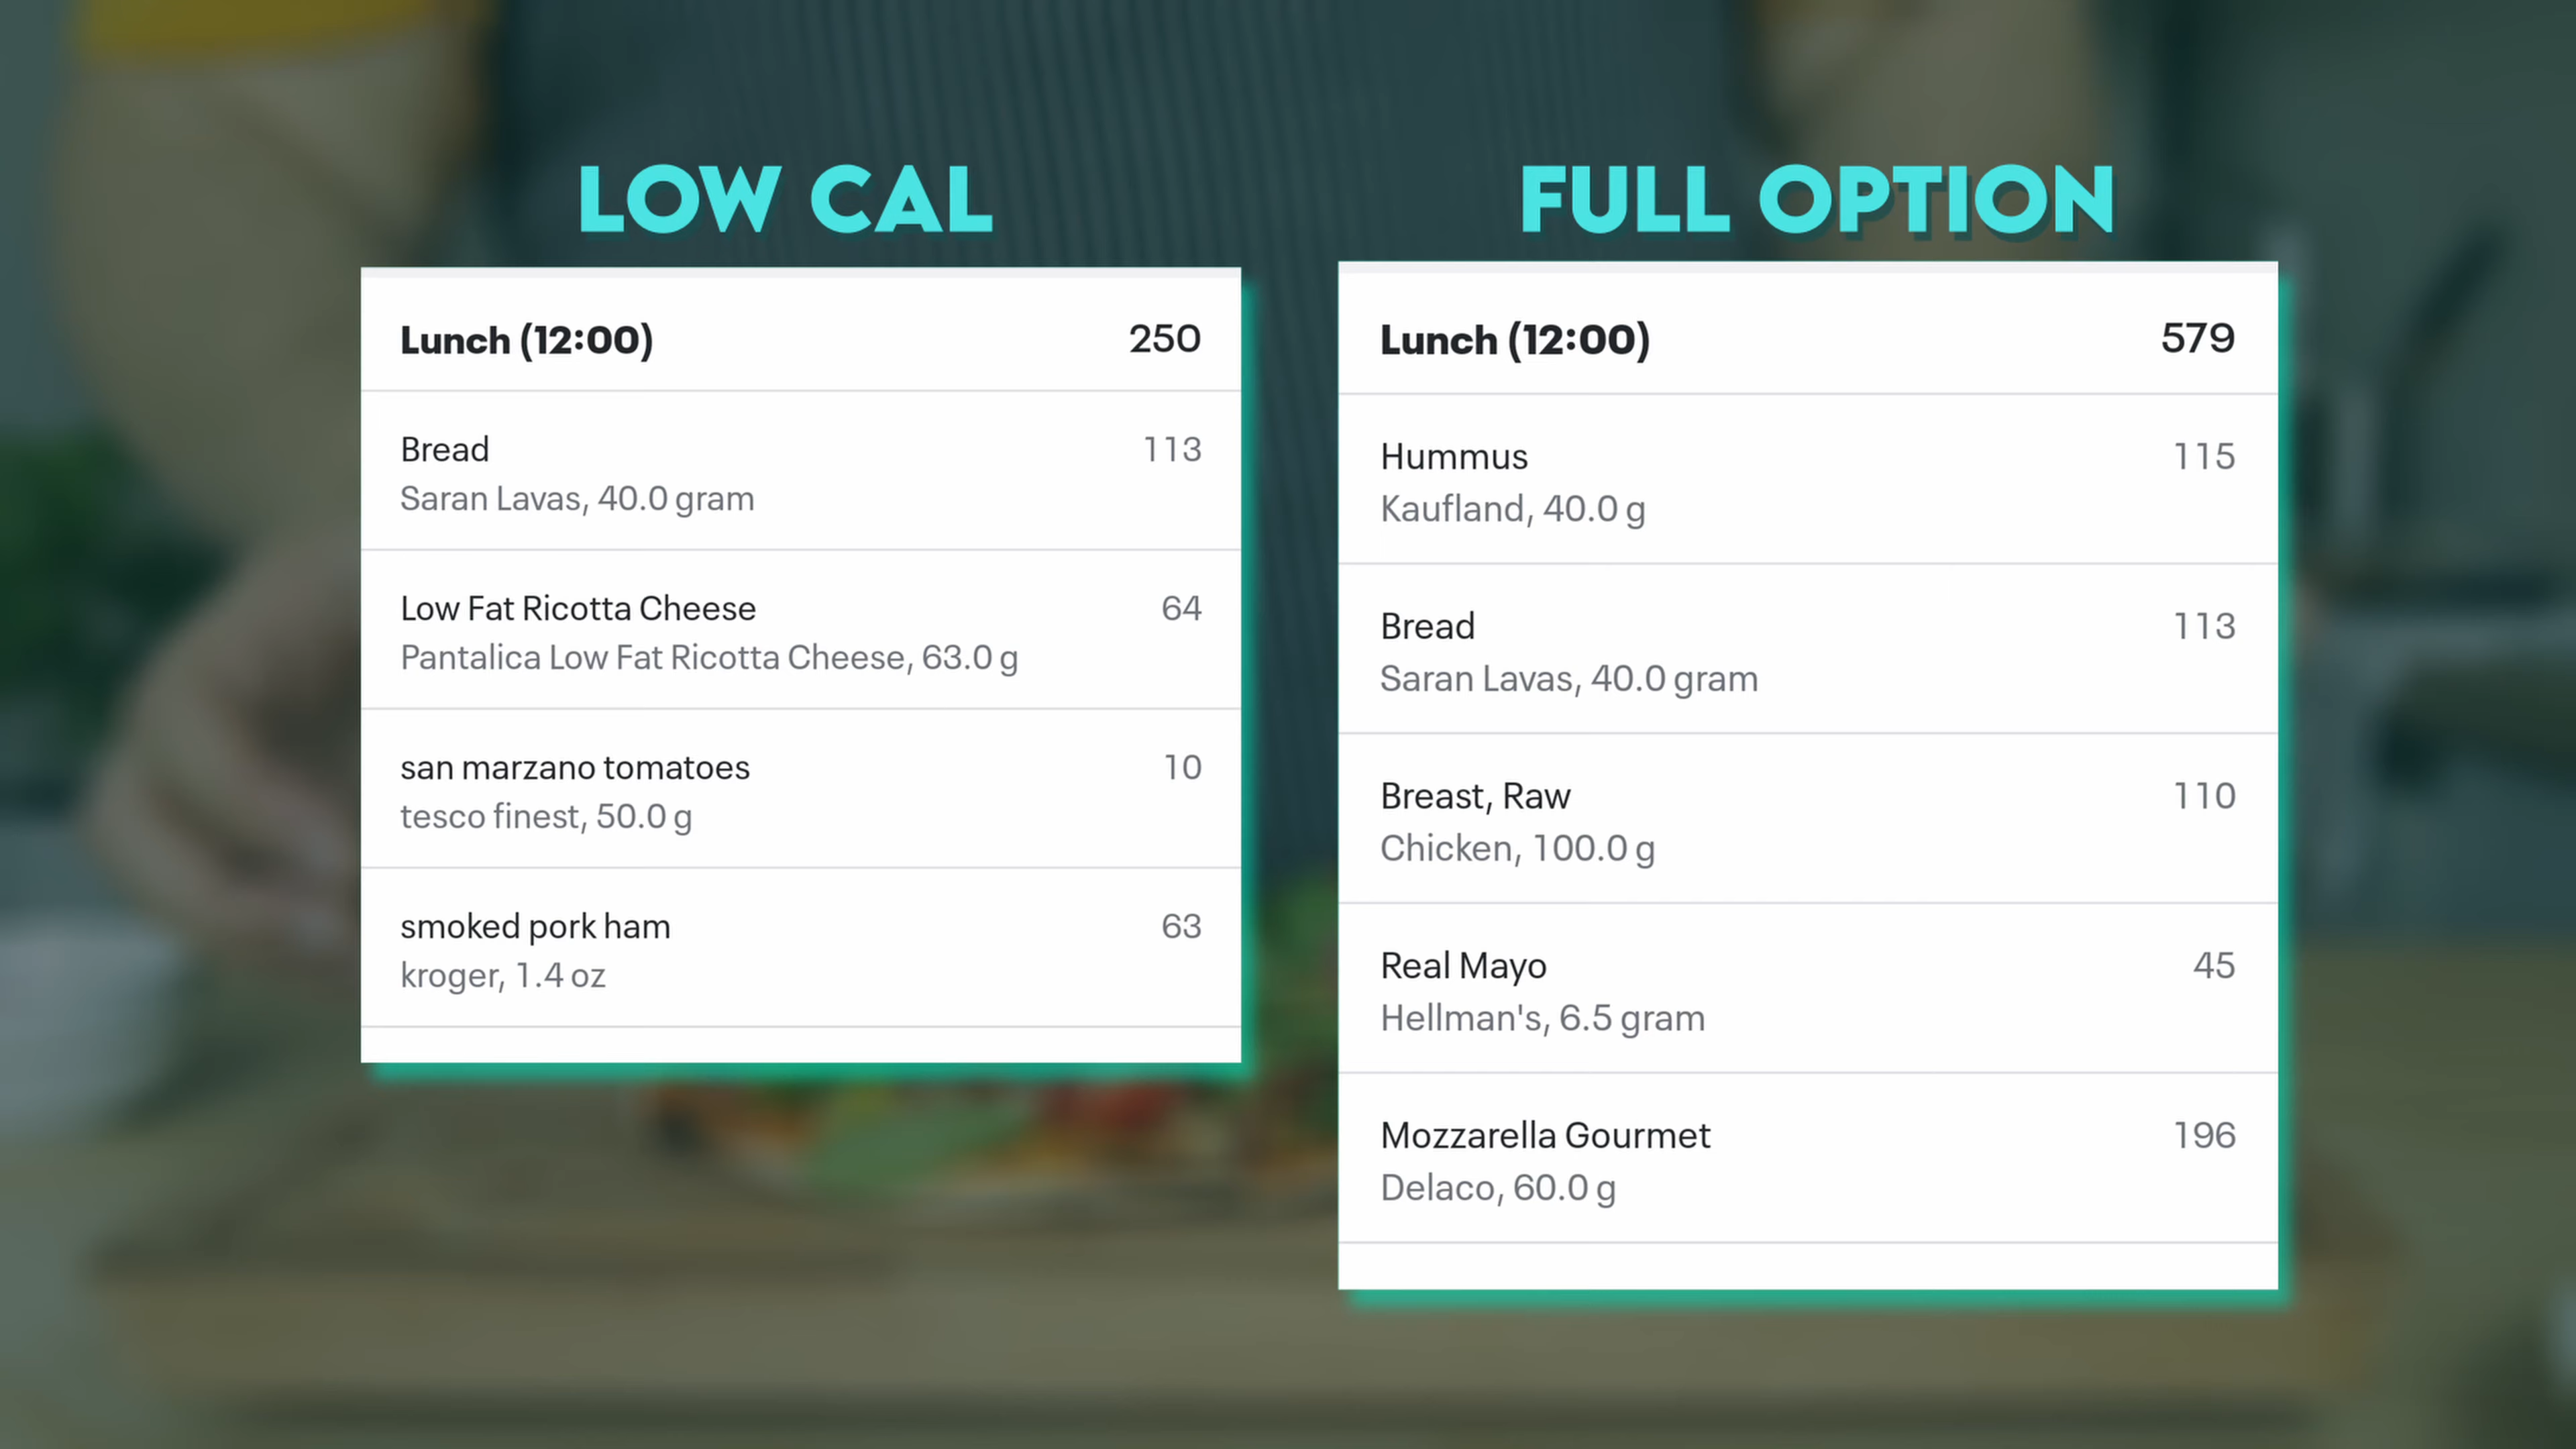 LOW CAL
Lunch (12:00) 250
Bread 113
Saran Lavas, 40.0 gram
Low Fat Ricotta Cheese 64
Pantalica Low Fat Ricotta Cheese, 63.0 g
san marzano tomatoes 10
tesco finest, 50.0 g
smoked pork ham 63
kroger, 1.4 oz
FULL OPTION
Lunch (12:00) 579
Hummus 115
Kaufland, 40.0 g
Bread 113
Saran Lavas, 40.0 gram
Breast, Raw 110
Chicken, 100.0 g
Real Mayo 45
Hellman's, 6.5 gram
Mozzarella Gourmet 196
Delaco, 60.0 g